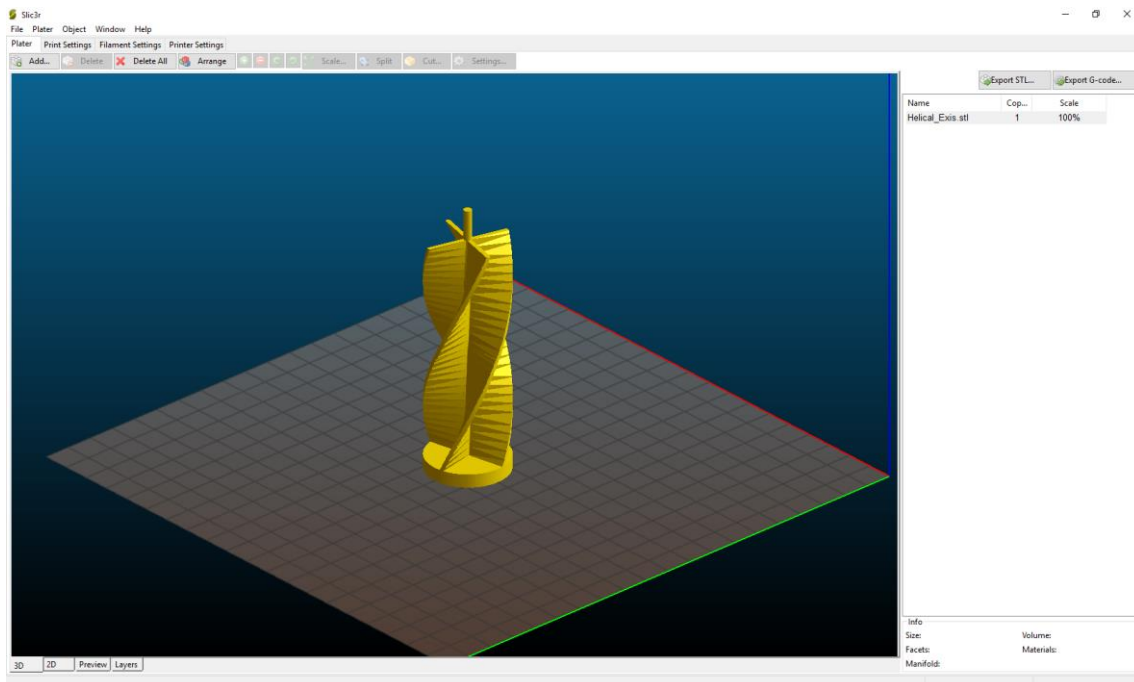 Slic3r
File Plater Object Window Help
Plater Print Settings Filament Settings Printer Settings
Add... Delete Delete All Arrange Scale... Split Cut... Settings...
Export STL... Export G-code...
Name Cop... Scale
Helical_Exis.stl 1 100%
Info
Size: Volume:
Facets: Materials:
Manifold:
3D 2D Preview Layers